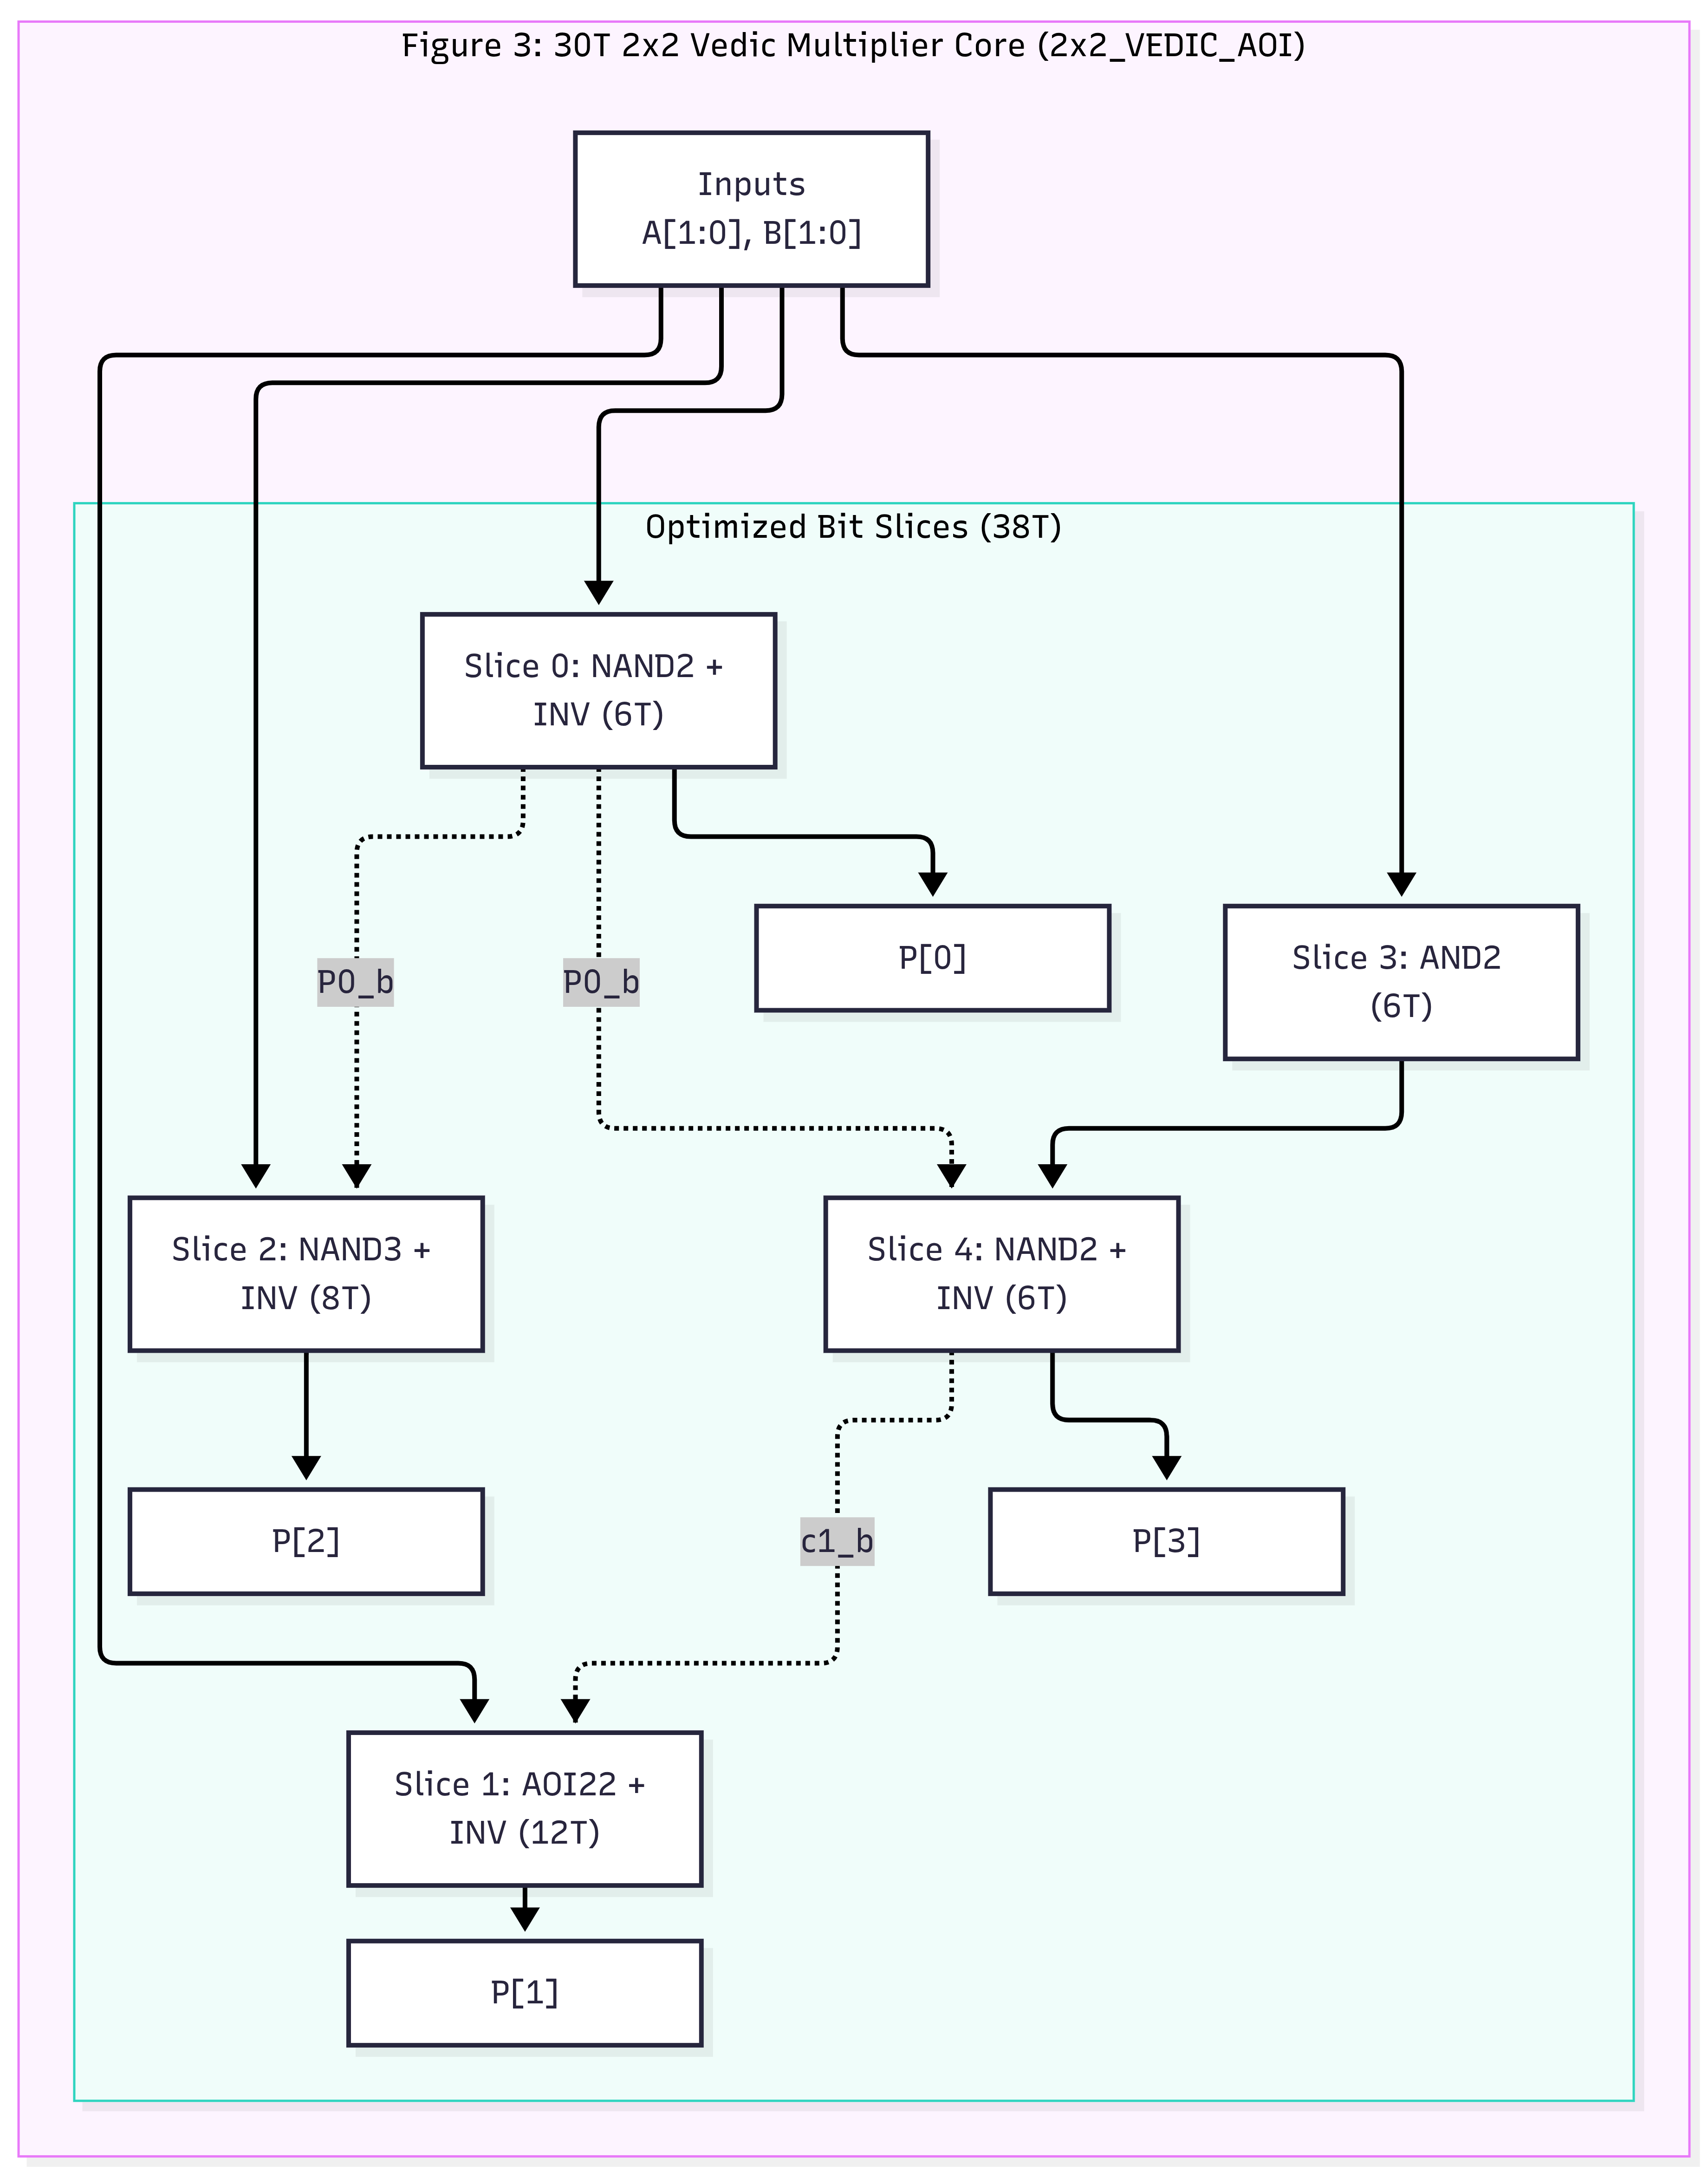 Figure 3: 30T 2x2 Vedic Multiplier Core (2x2_VEDIC_AOI)
Inputs
A[1:0], B[1:0]
Optimized Bit Slices (38T)
Slice 0: NAND2 +
INV (6T)
P[0]
Slice 3: AND2
(6T)
P0_b
P0_b
Slice 2: NAND3 +
INV (8T)
Slice 4: NAND2 +
INV (6T)
P[2]
c1_b
P[3]
Slice 1: AOI22 +
INV (12T)
P[1]